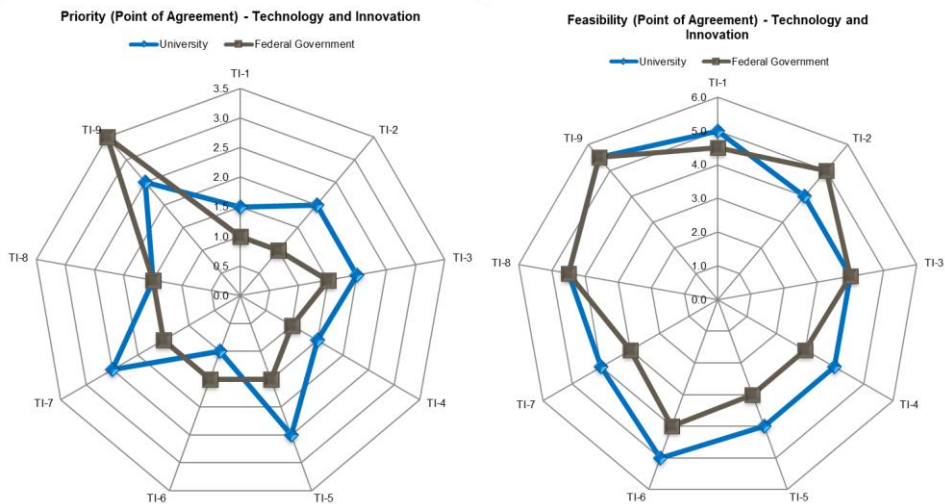 Priority (Point of Agreement) - Technology and Innovation
University
Federal Government
TI-1
3.5
3.0
2.5
2.0
1.5
1.0
0.5
0.0
TI-2
TI-3
TI-4
TI-5
TI-6
TI-7
TI-8
TI-9
Feasibility (Point of Agreement) - Technology and
Innovation
University
Federal Government
TI-1
6.0
5.0
4.0
3.0
2.0
1.0
0.0
TI-2
TI-3
TI-4
TI-5
TI-6
TI-7
TI-8
TI-9